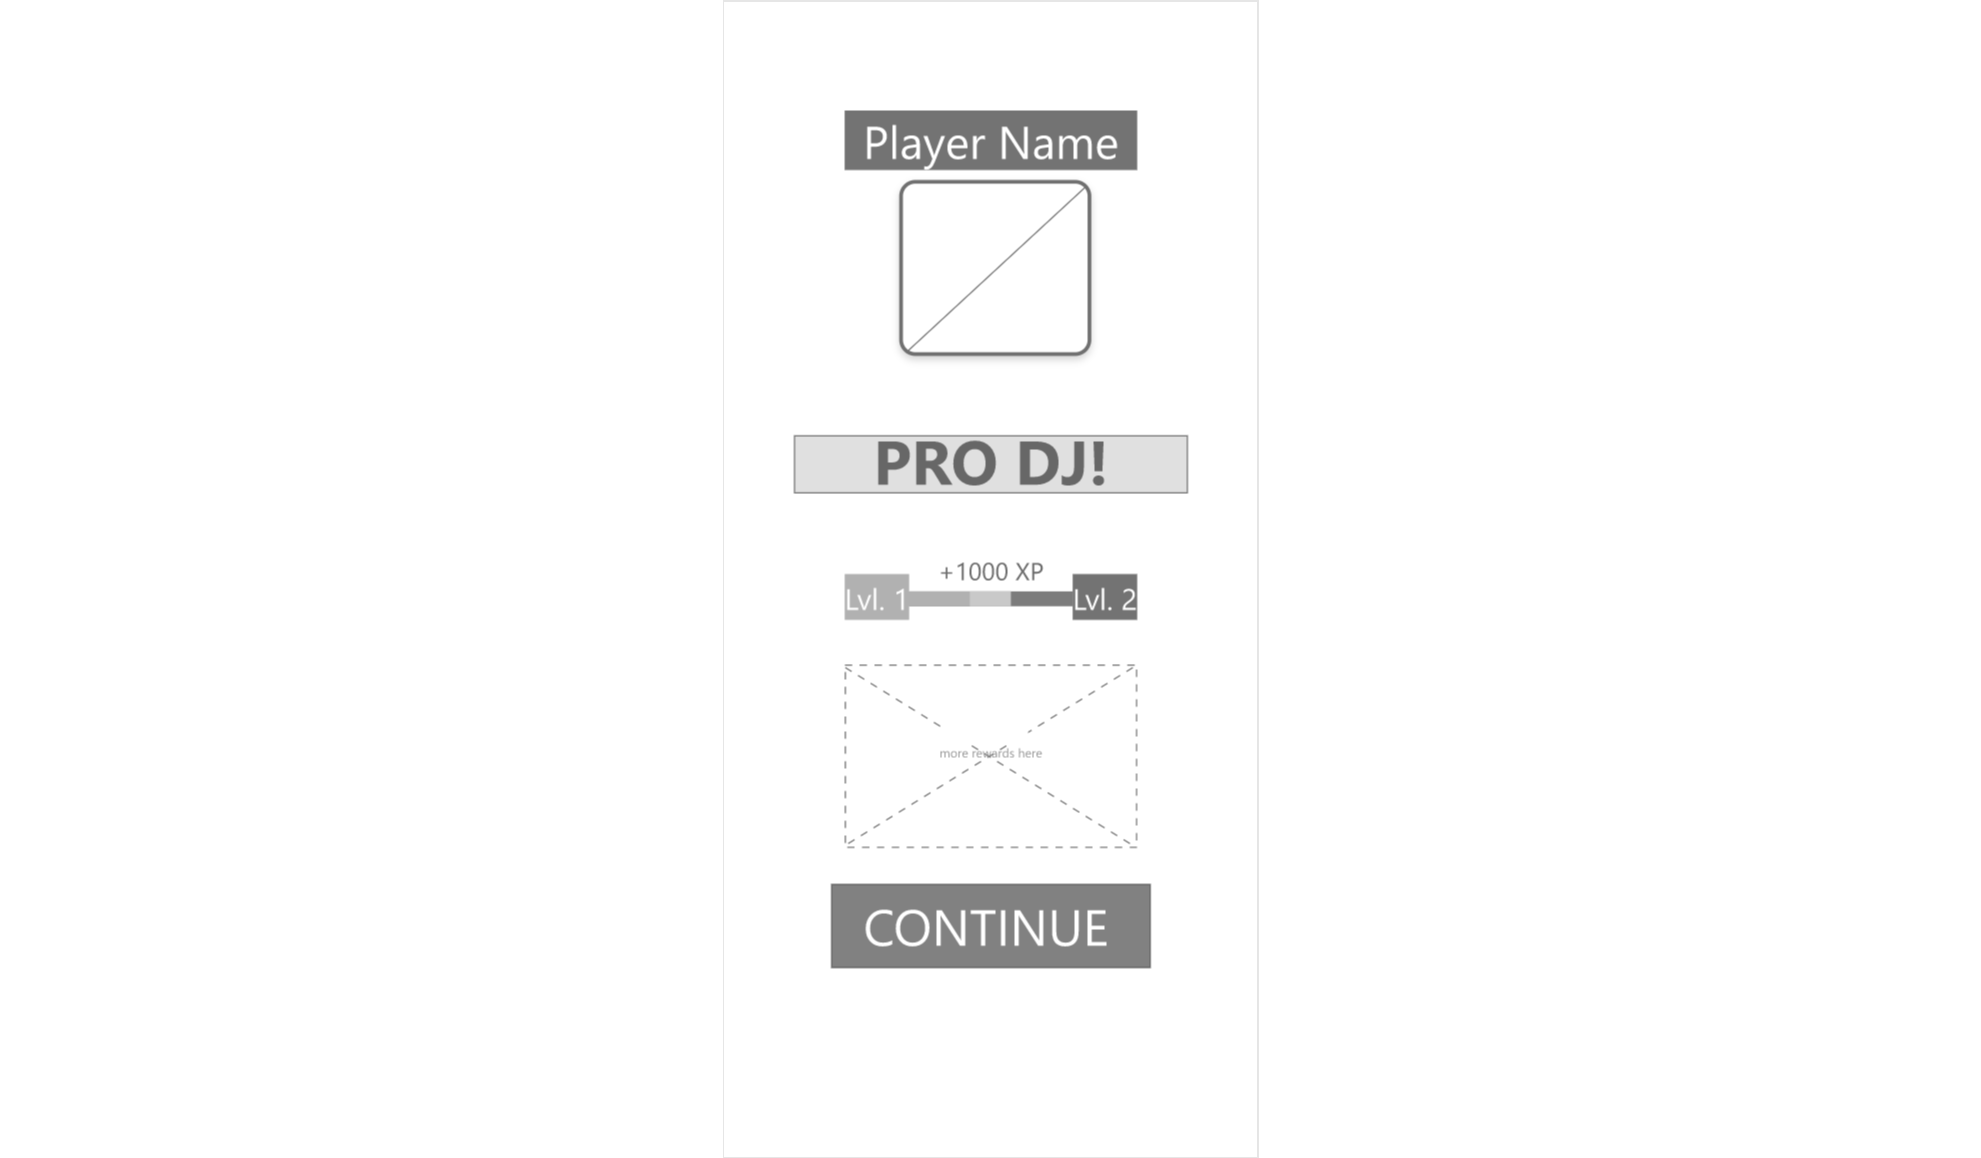 Player Name
PRO DJ!
+1000 XP
Lvl. 1
Lvl. 2
more rewards here
CONTINUE